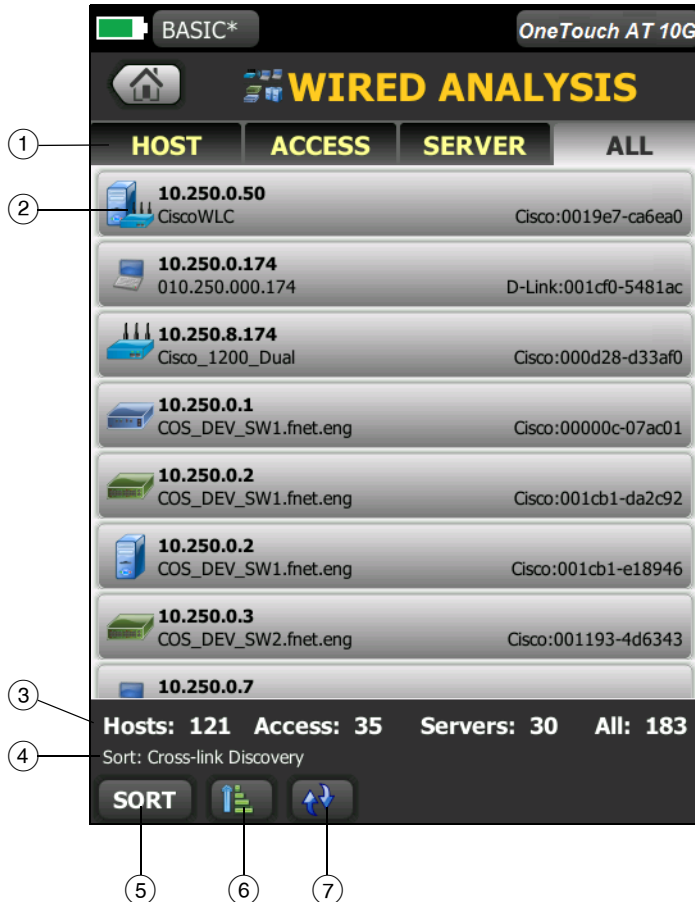 BASIC*
OneTouch AT 10G
WIRED ANALYSIS
1
HOST ACCESS SERVER ALL
2
10.250.0.50
CiscoWLC Cisco:0019e7-ca6ea0
10.250.0.174
010.250.000.174 D-Link:001cf0-5481ac
10.250.8.174
Cisco_1200_Dual Cisco:000d28-d33af0
10.250.0.1
COS_DEV_SW1.fnet.eng Cisco:00000c-07ac01
10.250.0.2
COS_DEV_SW1.fnet.eng Cisco:001cb1-da2c92
10.250.0.2
COS_DEV_SW1.fnet.eng Cisco:001cb1-e18946
10.250.0.3
COS_DEV_SW2.fnet.eng Cisco:001193-4d6343
10.250.0.7
3
Hosts: 121 Access: 35 Servers: 30 All: 183
4
Sort: Cross-link Discovery
SORT
5 6 7